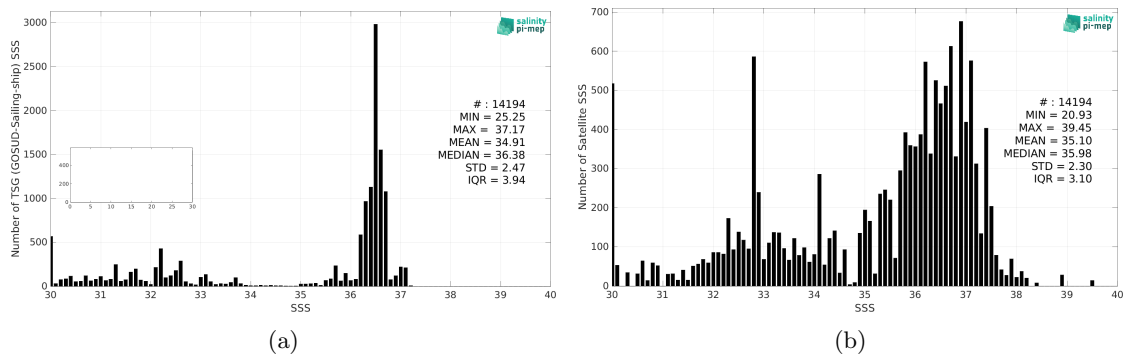 3000
2500
2000
1500
1000
500
0
Number of TSG (GOSUD-Sailing-ship) SSS
salinity
pi-mep
# : 14194
MIN = 25.25
MAX = 37.17
MEAN = 34.91
MEDIAN = 36.38
STD = 2.47
IQR = 3.94
400
200
0
0 5 10 15 20 25 30
30 31 32 33 34 35 36 37 38 39 40
SSS
(a)
700
600
500
400
300
200
100
0
Number of Satellite SSS
salinity
pi-mep
# : 14194
MIN = 20.93
MAX = 39.45
MEAN = 35.10
MEDIAN = 35.98
STD = 2.30
IQR = 3.10
30 31 32 33 34 35 36 37 38 39 40
SSS
(b)